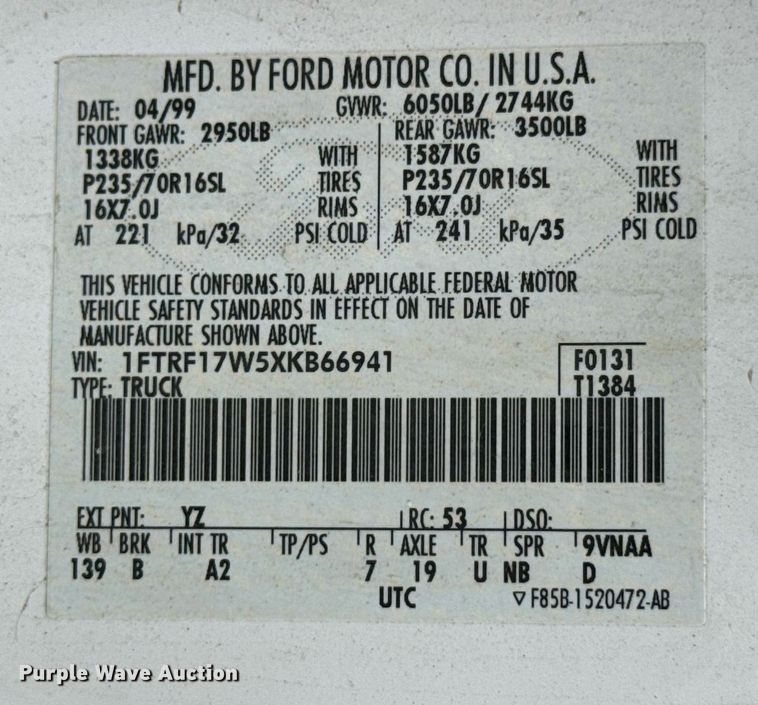 MFD. BY FORD MOTOR CO. IN U.S.A.
DATE: 04/99 GVWR: 6050LB/ 2744KG
FRONT GAWR: 2950LB REAR GAWR: 3500LB
1338KG WITH 1587KG WITH
P235/70R16SL TIRES P235/70R16SL TIRES
16X7.0J RIMS 16X7.0J RIMS
AT 221 kPa/32 PSI COLD AT 241 kPa/35 PSI COLD
THIS VEHICLE CONFORMS TO ALL APPLICABLE FEDERAL MOTOR
VEHICLE SAFETY STANDARDS IN EFFECT ON THE DATE OF
MANUFACTURE SHOWN ABOVE.
VIN: 1FTRF17W5XKB66941 F0131
TYPE: TRUCK T1384
EXT PNT: YZ RC: 53 DSO:
WB BRK INT TR TP/PS R AXLE TR SPR 9VNAA
139 B A2 7 19 U NB D
UTC ▽ F85B-1520472-AB
Purple Wave Auction